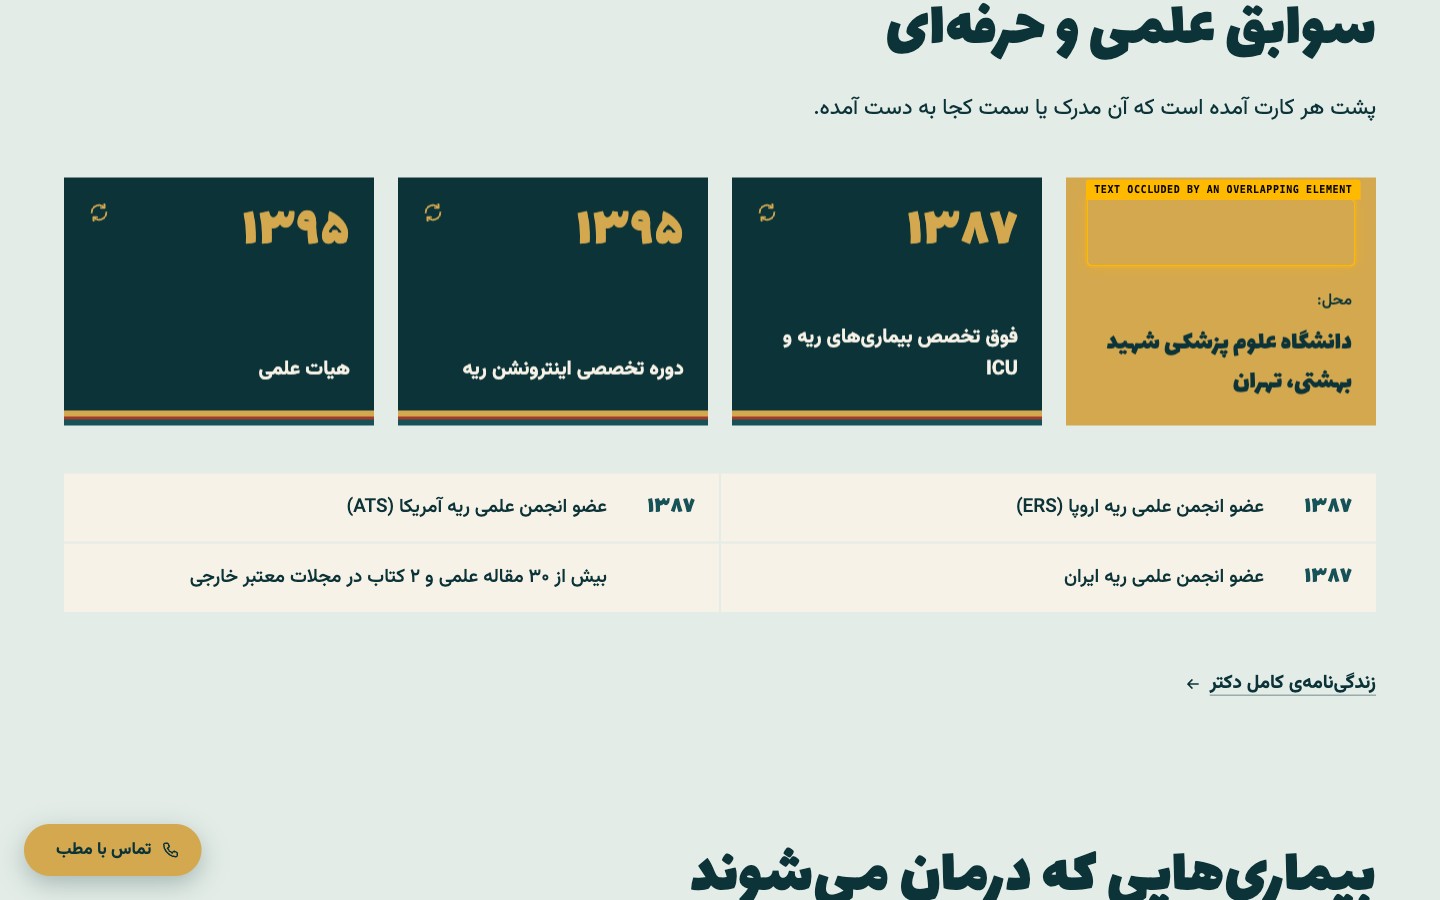 سوابق علمی و حرفه‌ای
پشت هر کارت آمده است که آن مدرک یا سمت کجا به دست آمده.
TEXT OCCLUDED BY AN OVERLAPPING ELEMENT
محل:
دانشگاه علوم پزشکی شهید
بهشتی، تهران
۱۳۸۷
فوق تخصص بیماری‌های ریه و
ICU
۱۳۹۵
دوره تخصصی اینترونشن ریه
۱۳۹۵
هیات علمی
۱۳۸۷ عضو انجمن علمی ریه اروپا (ERS)
۱۳۸۷ عضو انجمن علمی ریه آمریکا (ATS)
۱۳۸۷ عضو انجمن علمی ریه ایران
بیش از ۳۰ مقاله علمی و ۲ کتاب در مجلات معتبر خارجی
زندگی‌نامه‌ی کامل دکتر ←
تماس با مطب
بیماری‌هایی که درمان می‌شوند